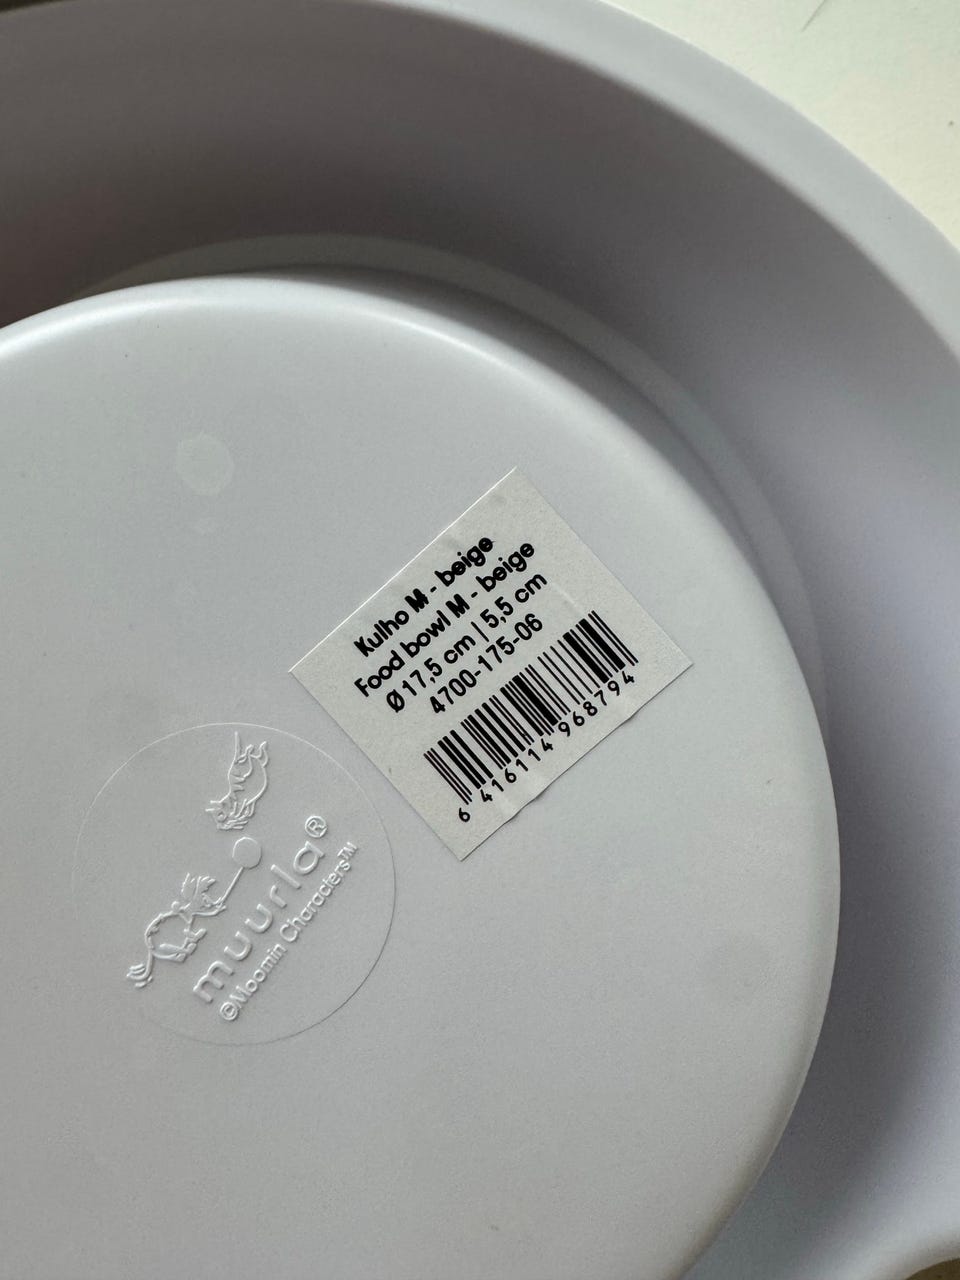 Kulho M - beige
Food bowl M - beige
Ø 17,5 cm | 5,5 cm
4700-175-06
6 416114 968794
muurla®
©Moomin Characters™